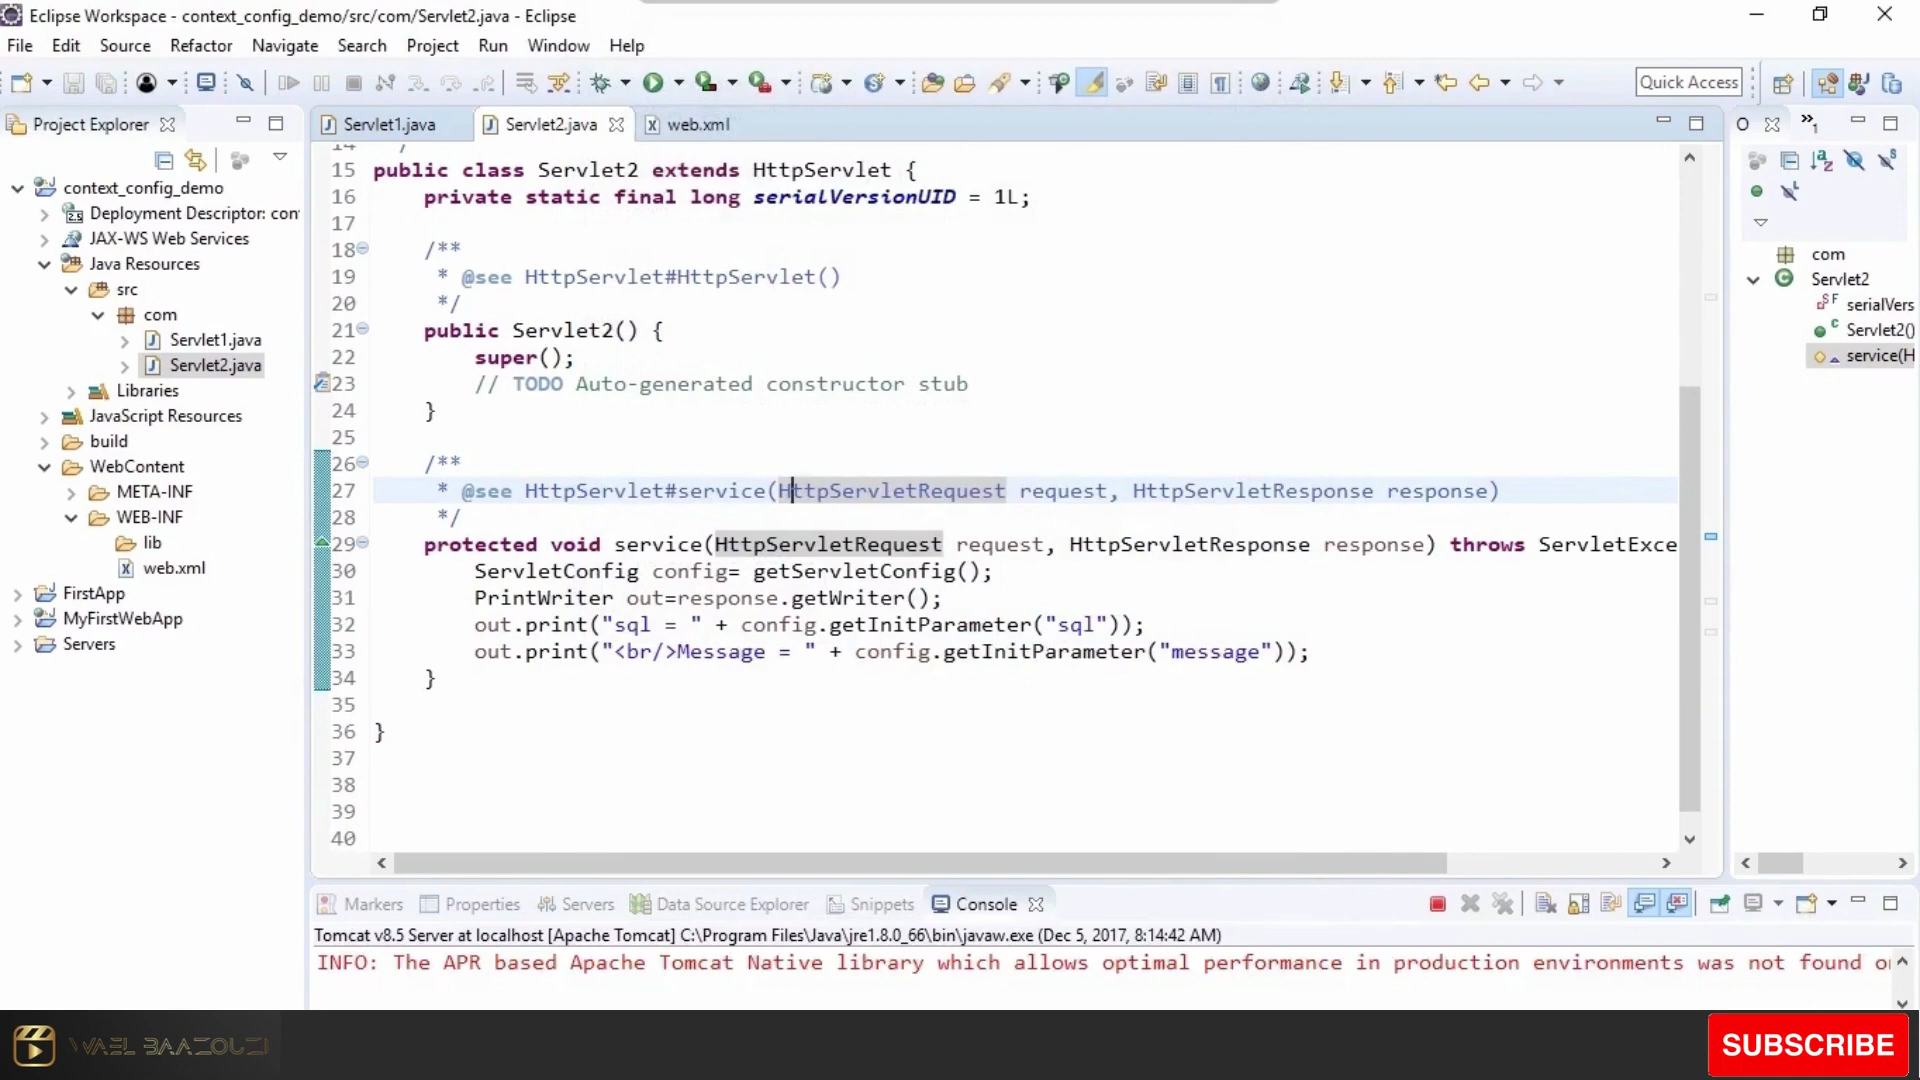 Eclipse Workspace - context_config_demo/src/com/Servlet2.java - Eclipse
File Edit Source Refactor Navigate Search Project Run Window Help
Quick Access
Project Explorer
Servlet1.java
Servlet2.java
web.xml
context_config_demo
Deployment Descriptor: con
JAX-WS Web Services
Java Resources
src
com
Servlet1.java
Servlet2.java
Libraries
JavaScript Resources
build
WebContent
META-INF
WEB-INF
lib
web.xml
FirstApp
MyFirstWebApp
Servers
14 */
15 public class Servlet2 extends HttpServlet {
16 private static final long serialVersionUID = 1L;
17
18 /**
19 * @see HttpServlet#HttpServlet()
20 */
21 public Servlet2() {
22 super();
23 // TODO Auto-generated constructor stub
24 }
25
26 /**
27 * @see HttpServlet#service(HttpServletRequest request, HttpServletResponse response)
28 */
29 protected void service(HttpServletRequest request, HttpServletResponse response) throws ServletExce
30 ServletConfig config= getServletConfig();
31 PrintWriter out=response.getWriter();
32 out.print("sql = " + config.getInitParameter("sql"));
33 out.print("<br/>Message = " + config.getInitParameter("message"));
34 }
35
36 }
37
38
39
40
com
Servlet2
serialVers
Servlet2()
service(H
Markers Properties Servers Data Source Explorer Snippets Console
Tomcat v8.5 Server at localhost [Apache Tomcat] C:\Program Files\Java\jre1.8.0_66\bin\javaw.exe (Dec 5, 2017, 8:14:42 AM)
INFO: The APR based Apache Tomcat Native library which allows optimal performance in production environments was not found o
WAEL BAAZOUZI
SUBSCRIBE